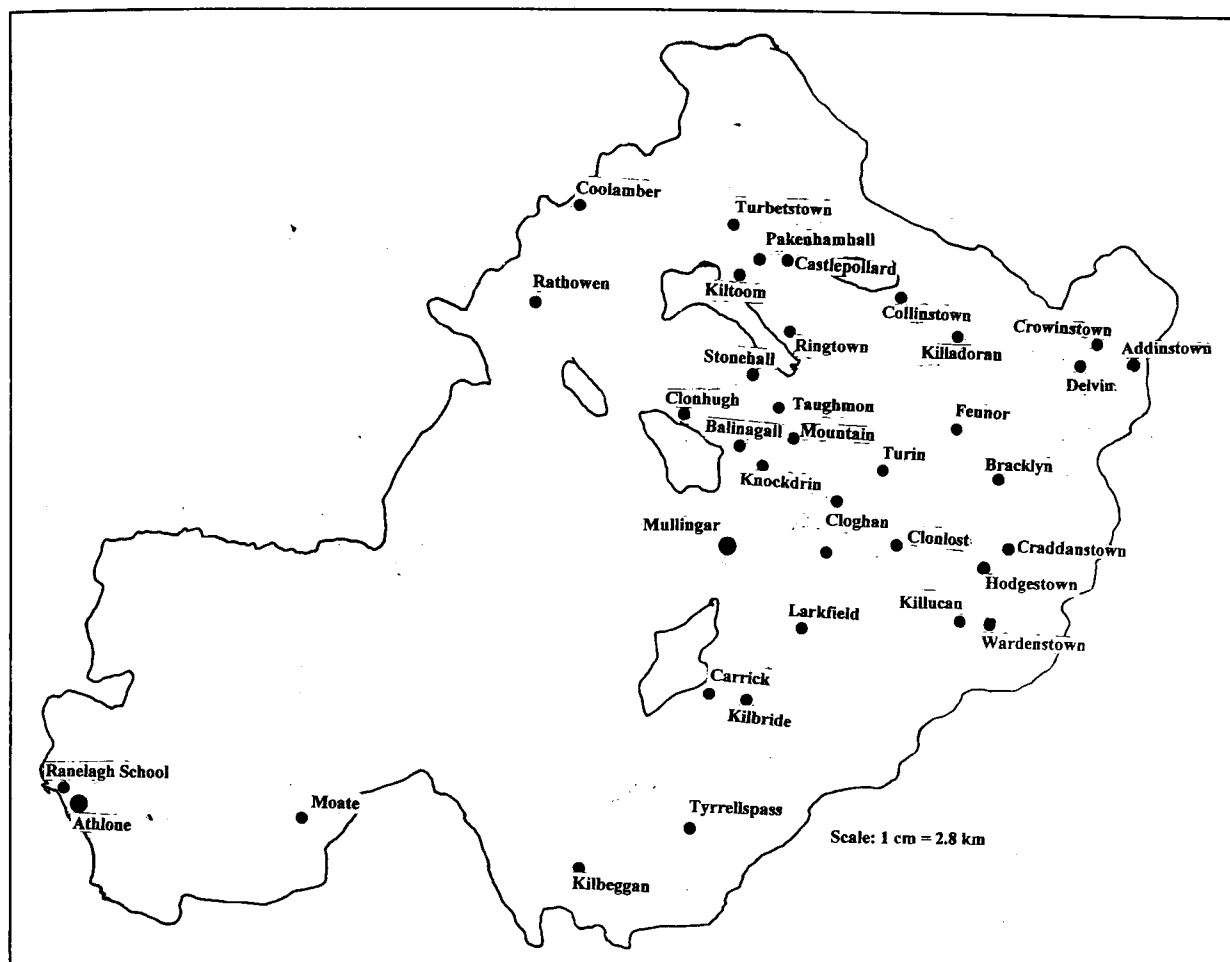 Coolamber
Turbetstown
Pakenhamhall
Castlepollard
Kiltoom
Rathowen
Collinstown
Ringtown
Killadoran
Crowinstown
Addinstown
Delvin
Stonehall
Clonhugh
Taughmon
Fennor
Balinagall
Mountain
Turin
Knockdrin
Bracklyn
Mullingar
Cloghan
Clonlost
Craddanstown
Hodgestown
Killucan
Larkfield
Wardenstown
Carrick
Kilbride
Ranelagh School
Athlone
Moate
Tyrrellspass
Scale: 1 cm = 2.8 km
Kilbeggan